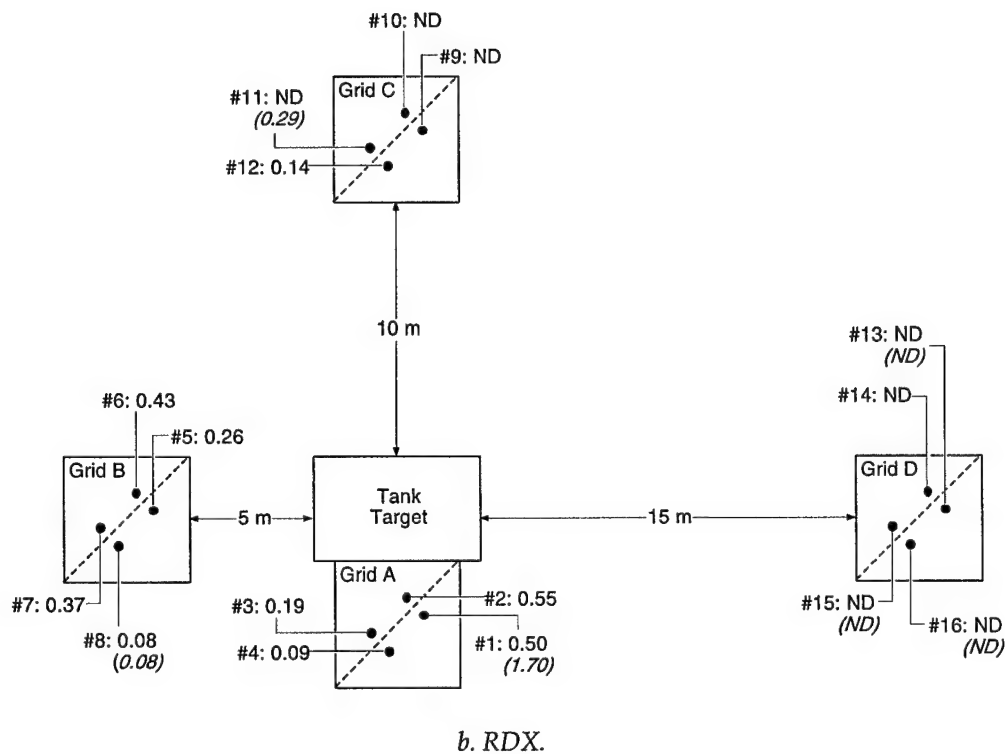 #10: ND
#9: ND
Grid C
#11: ND
(0.29)
#12: 0.14
10 m
#13: ND
(ND)
#14: ND
#6: 0.43
#5: 0.26
Grid B
Grid D
Tank
Target
5 m
15 m
Grid A
#7: 0.37
#8: 0.08
(0.08)
#3: 0.19
#4: 0.09
#2: 0.55
#1: 0.50
(1.70)
#15: ND
(ND)
#16: ND
(ND)
b. RDX.